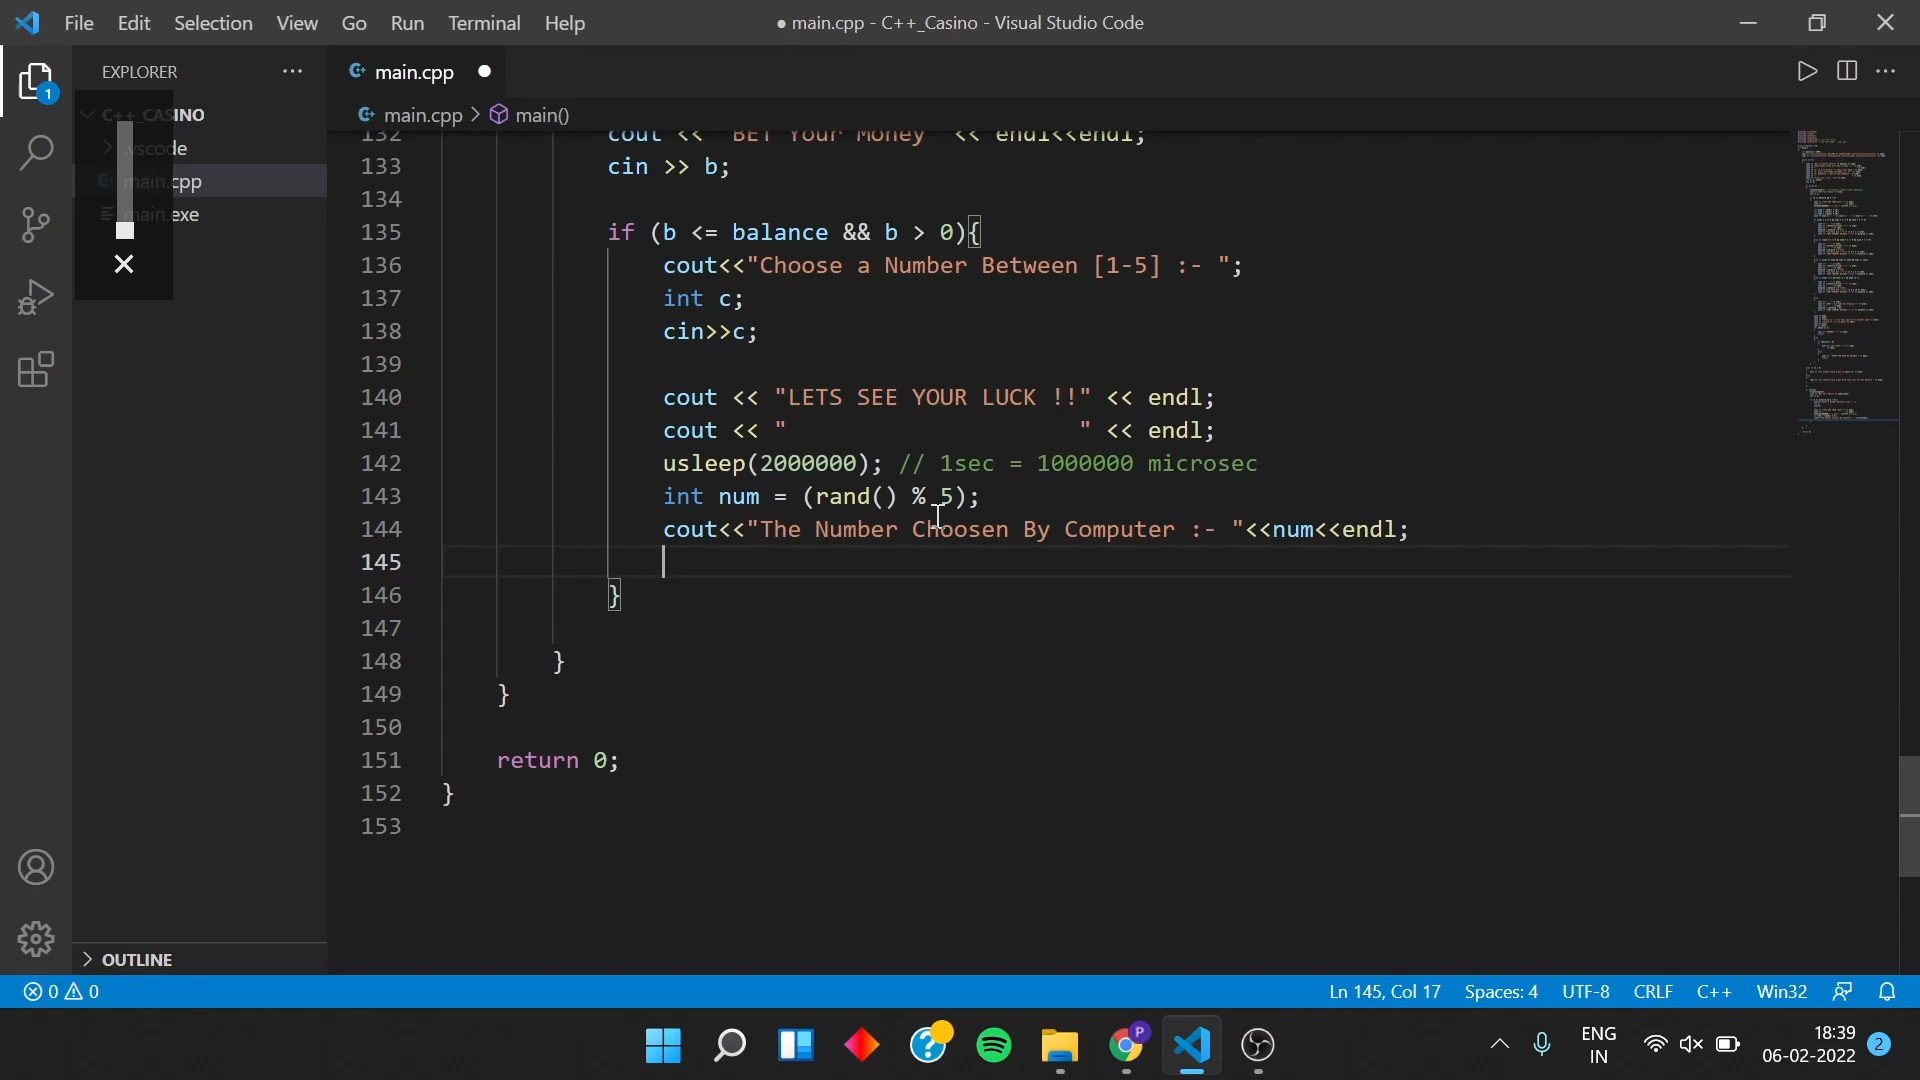 File Edit Selection View Go Run Terminal Help
● main.cpp - C++_Casino - Visual Studio Code
EXPLORER
main.cpp
main.cpp > main()
1
C++_CASINO
.vscode
main.cpp
main.exe
132 cout << "BET Your Money " << endl<<endl;
133 cin >> b;
134
135 if (b <= balance && b > 0){
136 cout<<"Choose a Number Between [1-5] :- ";
137 int c;
138 cin>>c;
139
140 cout << "LETS SEE YOUR LUCK !!" << endl;
141 cout << "                     " << endl;
142 usleep(2000000); // 1sec = 1000000 microsec
143 int num = (rand() % 5);
144 cout<<"The Number Choosen By Computer :- "<<num<<endl;
145
146 }
147
148 }
149 }
150
151 return 0;
152 }
153
OUTLINE
0 0
Ln 145, Col 17 Spaces: 4 UTF-8 CRLF C++ Win32
P
ENG
IN
18:39
06-02-2022
2